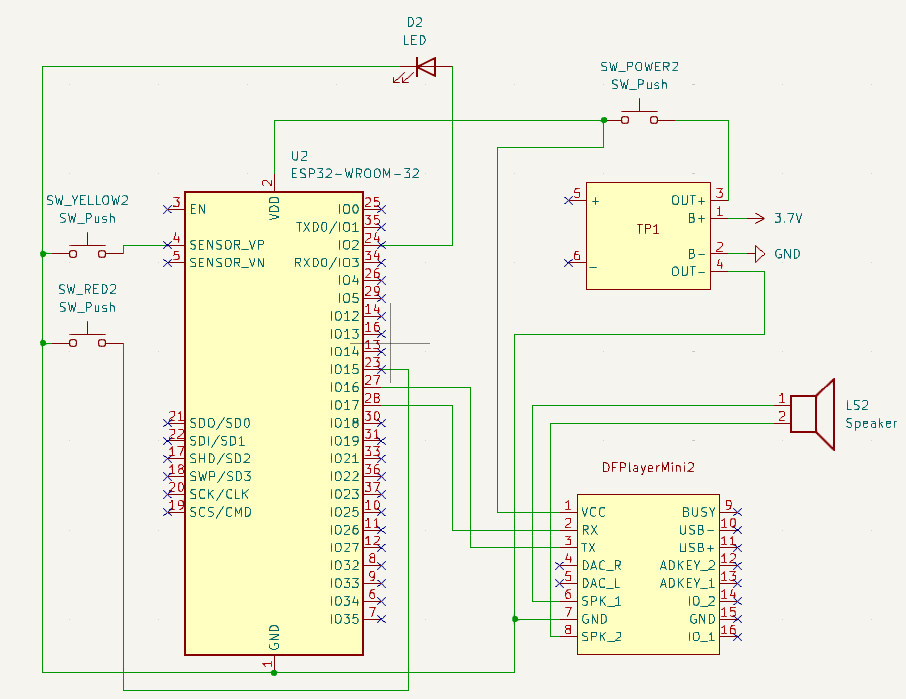 D2
LED
SW_POWER2
SW_Push
U2
ESP32-WROOM-32
2
VDD
SW_YELLOW2
SW_Push
SW_RED2
SW_Push
3 EN
4 SENSOR_VP
5 SENSOR_VN
21 SDO/SD0
22 SDI/SD1
17 SHD/SD2
18 SWP/SD3
20 SCK/CLK
19 SCS/CMD
IO0 25
TXD0/IO1 35
IO2 24
RXD0/IO3 34
IO4 26
IO5 29
IO12 14
IO13 16
IO14 13
IO15 23
IO16 27
IO17 28
IO18 30
IO19 31
IO21 33
IO22 36
IO23 37
IO25 10
IO26 11
IO27 12
IO32 8
IO33 9
IO34 6
IO35 7
GND
1
TP1
5 +
6 -
OUT+ 3
B+ 1
B- 2
OUT- 4
3.7V
GND
1
2
LS2
Speaker
DFPlayerMini2
1 VCC
2 RX
3 TX
4 DAC_R
5 DAC_L
6 SPK_1
7 GND
8 SPK_2
BUSY 9
USB- 10
USB+ 11
ADKEY_2 12
ADKEY_1 13
IO_2 14
GND 15
IO_1 16